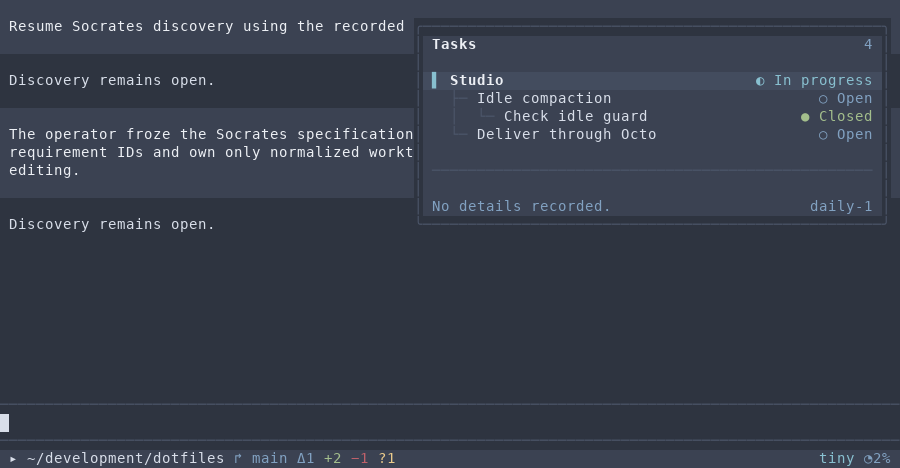 Resume Socrates discovery using the recorded
Tasks 4
Discovery remains open.
Studio ◐ In progress
Idle compaction ○ Open
Check idle guard ● Closed
The operator froze the Socrates specification
Deliver through Octo ○ Open
requirement IDs and own only normalized workt
editing.
No details recorded. daily-1
Discovery remains open.
▸ ~/development/dotfiles ↱ main Δ1 +2 −1 ?1 tiny ◔2%